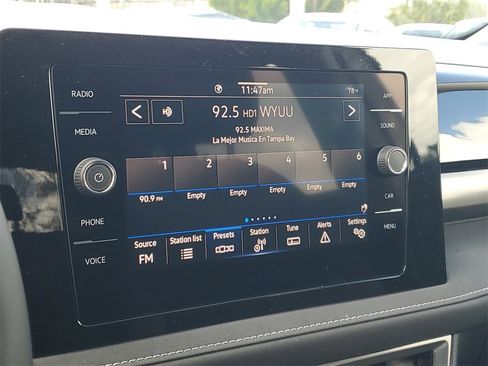 RADIO
MEDIA
PHONE
VOICE
11:47am
78°F
92.5 HD1 WYUU
92.5 MAXIMA
La Mejor Musica En Tampa Bay
1 2 3 4 5 6
90.9 FM Empty Empty Empty Empty Empty
Source Station list Presets Station Tune Alerts Settings
FM
APP
SOUND
CAR
MENU